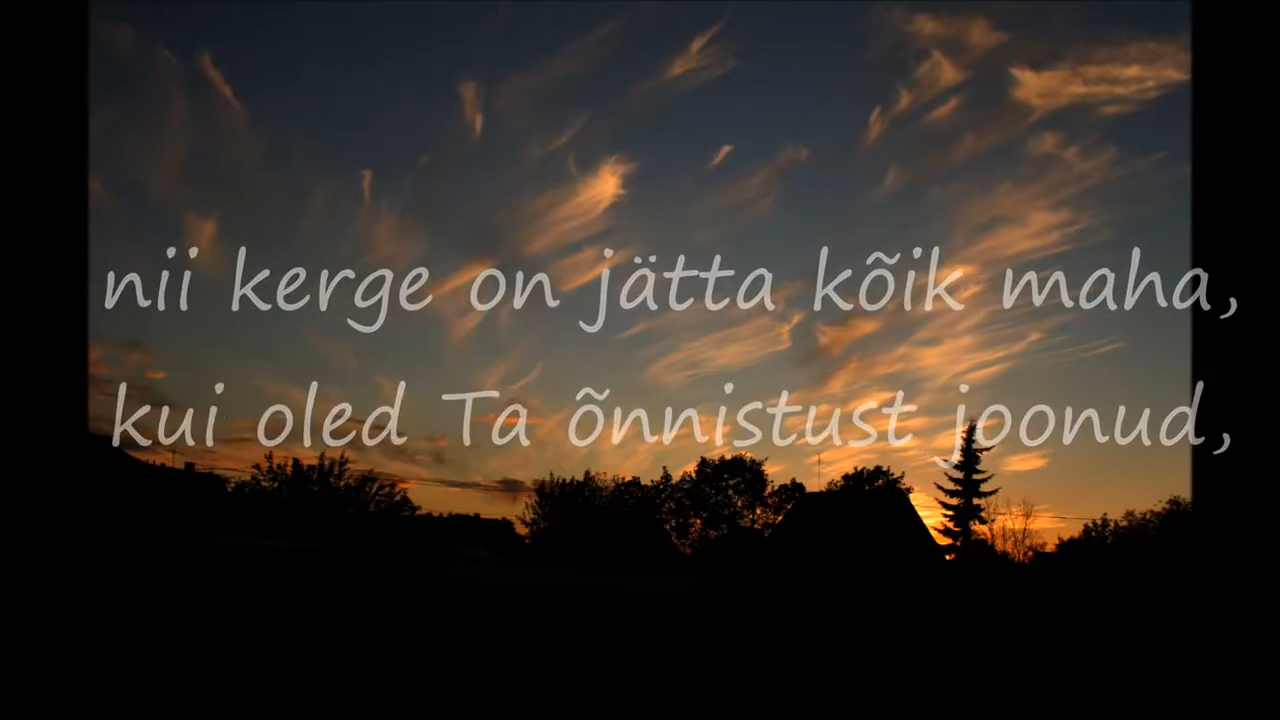 nii kerge on jätta kõik maha,
kui oled Ta õnnistust joonud,